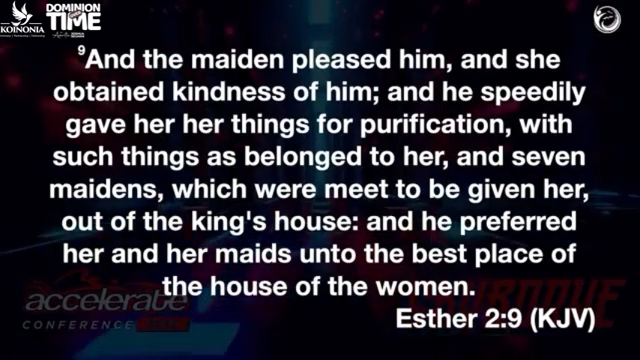 KOINONIA
DOMINION
TIME
⁹And the maiden pleased him, and she
obtained kindness of him; and he speedily
gave her her things for purification, with
such things as belonged to her, and seven
maidens, which were meet to be given her,
out of the king's house: and he preferred
her and her maids unto the best place of
the house of the women.
accelerate
CONFERENCE
Esther 2:9 (KJV)